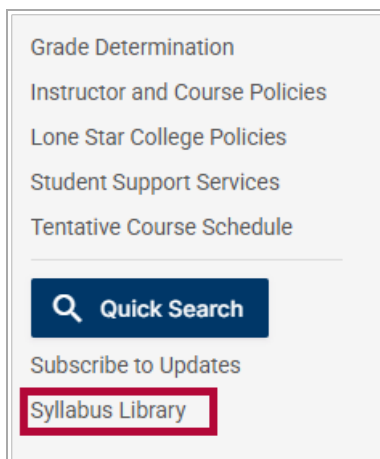 Grade Determination
Instructor and Course Policies
Lone Star College Policies
Student Support Services
Tentative Course Schedule
Quick Search
Subscribe to Updates
Syllabus Library